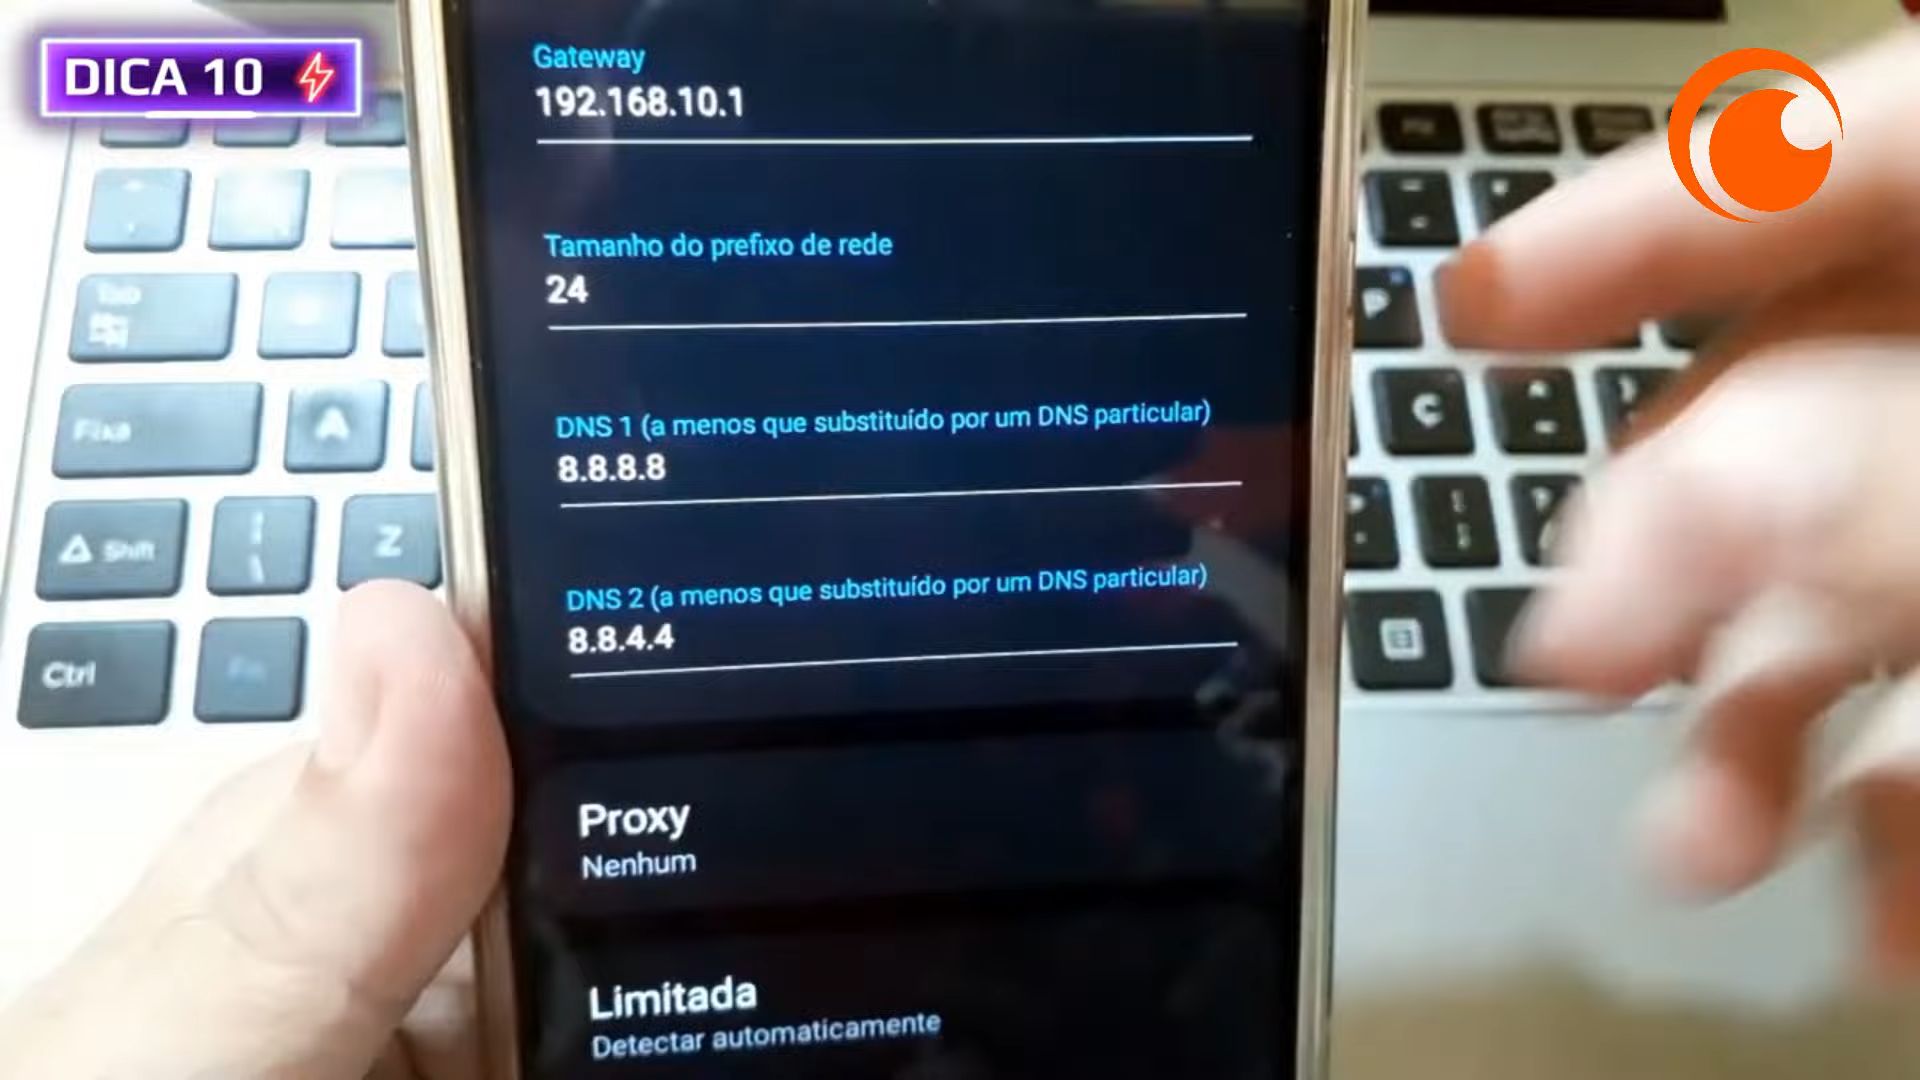 DICA 10
Gateway
192.168.10.1
Tamanho do prefixo de rede
24
DNS 1 (a menos que substituído por um DNS particular)
8.8.8.8
DNS 2 (a menos que substituído por um DNS particular)
8.8.4.4
Proxy
Nenhum
Limitada
Detectar automaticamente
Tab
Fixa
A
Shift
Z
Ctrl
Fn
P
Ç